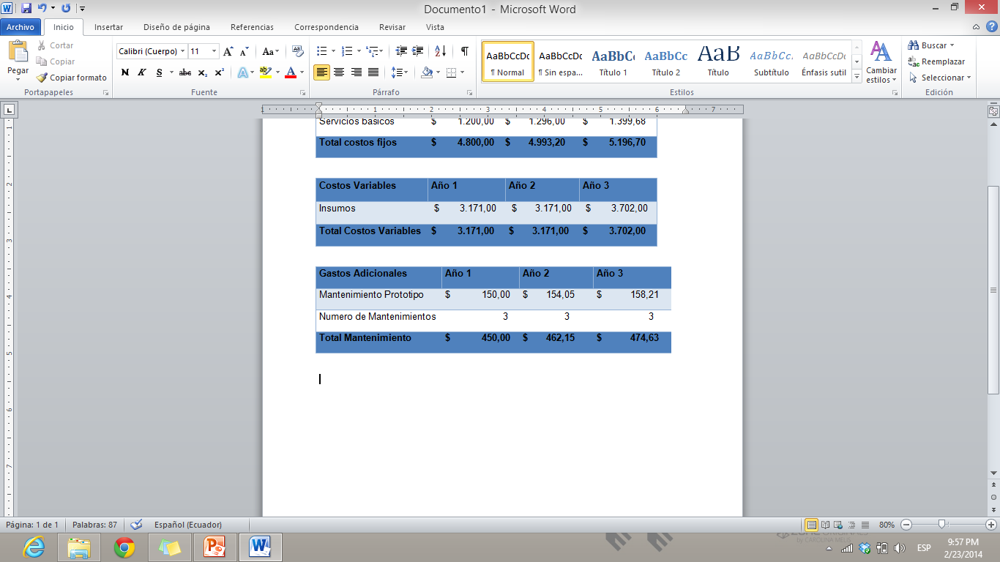 Documento1 - Microsoft Word
Archivo Inicio Insertar Diseño de página Referencias Correspondencia Revisar Vista
Pegar
Cortar
Copiar
Copiar formato
Portapapeles
Calibri (Cuerpo) 11
N K S abc x₂ x²
Fuente
Párrafo
AaBbCcDc AaBbCcDc AaBbCc AaBbCc AaB AaBbCc. AaBbCcDc
¶ Normal ¶ Sin espa... Título 1 Título 2 Título Subtítulo Énfasis sutil
Cambiar estilos
Estilos
Buscar
Reemplazar
Seleccionar
Edición
Servicios básicos $ 1.200,00 $ 1.296,00 $ 1.399,68
Total costos fijos $ 4.800,00 $ 4.993,20 $ 5.196,70
Costos Variables Año 1 Año 2 Año 3
Insumos $ 3.171,00 $ 3.171,00 $ 3.702,00
Total Costos Variables $ 3.171,00 $ 3.171,00 $ 3.702,00
Gastos Adicionales Año 1 Año 2 Año 3
Mantenimiento Prototipo $ 150,00 $ 154,05 $ 158,21
Numero de Mantenimientos 3 3 3
Total Mantenimiento $ 450,00 $ 462,15 $ 474,63
Página: 1 de 1 Palabras: 87 Español (Ecuador) 80%
ESP
9:57 PM
2/23/2014